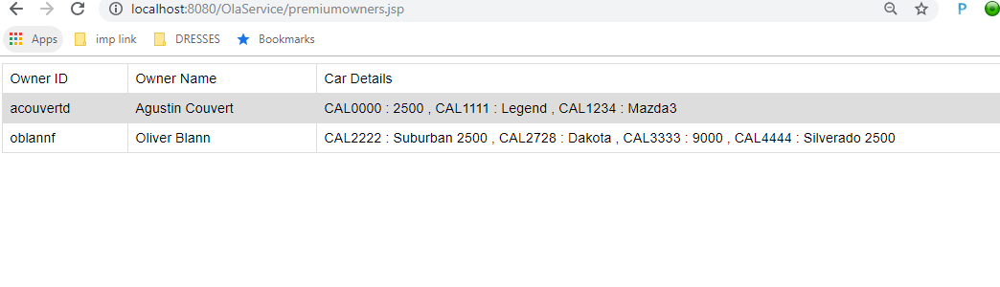 localhost:8080/OlaService/premiumowners.jsp P
Apps imp link DRESSES Bookmarks
Owner ID Owner Name Car Details
acouvertd Agustin Couvert CAL0000 : 2500 , CAL1111 : Legend , CAL1234 : Mazda3
oblannf Oliver Blann CAL2222 : Suburban 2500 , CAL2728 : Dakota , CAL3333 : 9000 , CAL4444 : Silverado 2500